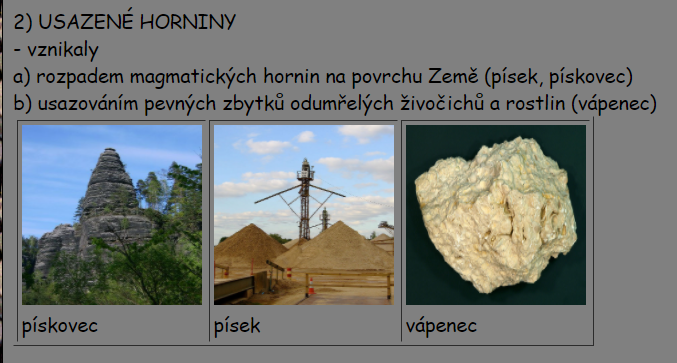 2) USAZENÉ HORNINY
- vznikaly
a) rozpadem magmatických hornin na povrchu Země (písek, pískovec)
b) usazováním pevných zbytků odumřelých živočichů a rostlin (vápenec)
pískovec
písek
vápenec